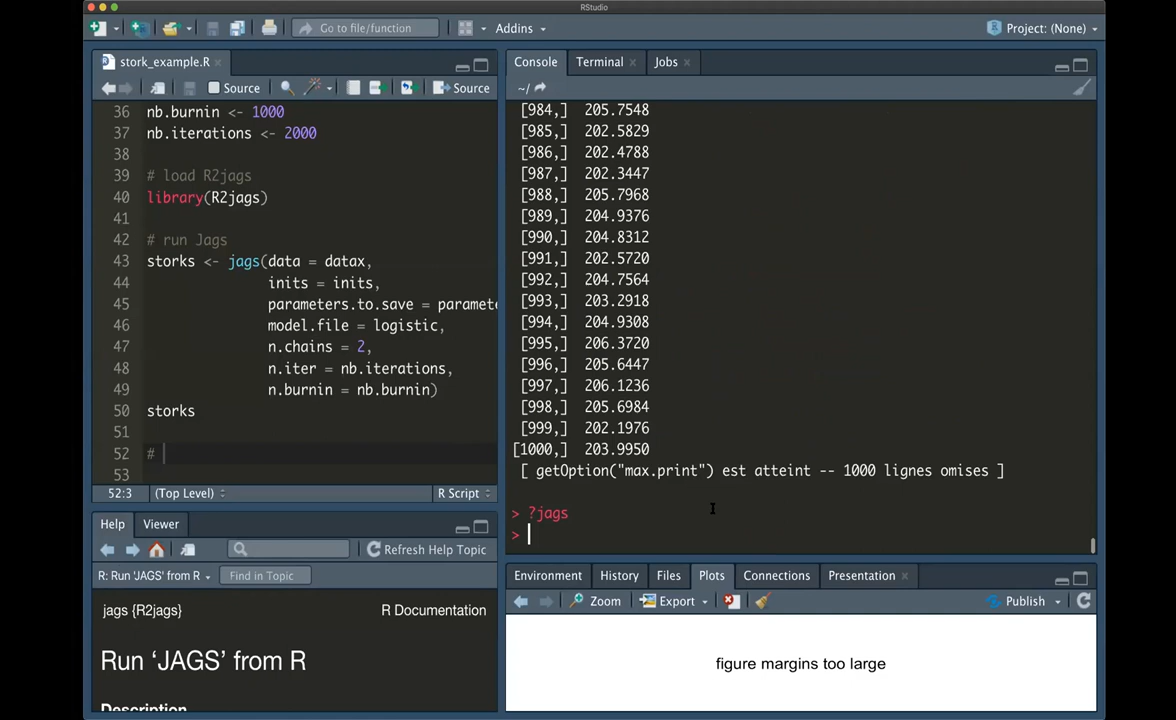 RStudio
Go to file/function
Addins
Project: (None)
stork_example.R
Source
Source
36 nb.burnin <- 1000
37 nb.iterations <- 2000
38
39 # load R2jags
40 library(R2jags)
41
42 # run Jags
43 storks <- jags(data = datax,
44 inits = inits,
45 parameters.to.save = paramete
46 model.file = logistic,
47 n.chains = 2,
48 n.iter = nb.iterations,
49 n.burnin = nb.burnin)
50 storks
51
52 #
53
52:3 (Top Level) R Script
Help Viewer
Refresh Help Topic
R: Run 'JAGS' from R Find in Topic
jags {R2jags} R Documentation
Run ‘JAGS’ from R
Description
Console Terminal Jobs
~/
[984,] 205.7548
[985,] 202.5829
[986,] 202.4788
[987,] 202.3447
[988,] 205.7968
[989,] 204.9376
[990,] 204.8312
[991,] 202.5720
[992,] 204.7564
[993,] 203.2918
[994,] 204.9308
[995,] 206.3720
[996,] 205.6447
[997,] 206.1236
[998,] 205.6984
[999,] 202.1976
[1000,] 203.9950
[ getOption("max.print") est atteint -- 1000 lignes omises ]
> ?jags
>
Environment History Files Plots Connections Presentation
Zoom Export Publish
figure margins too large